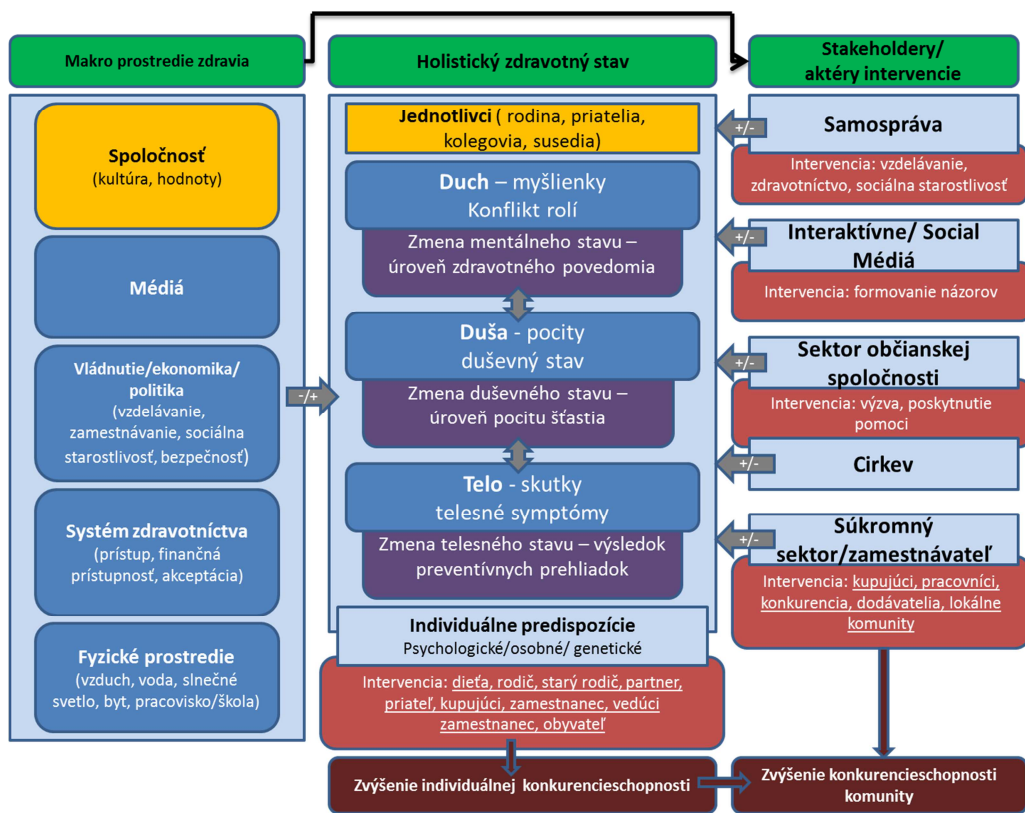 Makro prostredie zdravia
Spoločnosť
(kultúra, hodnoty)
Médiá
Vládnutie/ekonomika/
politika
(vzdelávanie,
zamestnávanie, sociálna
starostlivosť, bezpečnosť)
Systém zdravotníctva
(prístup, finančná
prístupnosť, akceptácia)
Fyzické prostredie
(vzduch, voda, slnečné
svetlo, byt, pracovisko/škola)
-/+
Holistický zdravotný stav
Jednotlivci ( rodina, priatelia,
kolegovia, susedia)
Duch – myšlienky
Konflikt rolí
Zmena mentálneho stavu –
úroveň zdravotného povedomia
Duša - pocity
duševný stav
Zmena duševného stavu –
úroveň pocitu šťastia
Telo - skutky
telesné symptómy
Zmena telesného stavu – výsledok
preventívnych prehliadok
Individuálne predispozície
Psychologické/osobné/ genetické
Intervencia: dieťa, rodič, starý rodič, partner,
priateľ, kupujúci, zamestnanec, vedúci
zamestnanec, obyvateľ
Zvýšenie individuálnej konkurencieschopnosti
Stakeholdery/
aktéry intervencie
+/-
Samospráva
Intervencia: vzdelávanie,
zdravotníctvo, sociálna starostlivosť
+/-
Interaktívne/ Social
Médiá
Intervencia: formovanie názorov
+/-
Sektor občianskej
spoločnosti
Intervencia: výzva, poskytnutie
pomoci
+/-
Cirkev
+/-
Súkromný
sektor/zamestnávateľ
Intervencia: kupujúci, pracovníci,
konkurencia, dodávatelia, lokálne
komunity
Zvýšenie konkurencieschopnosti
komunity